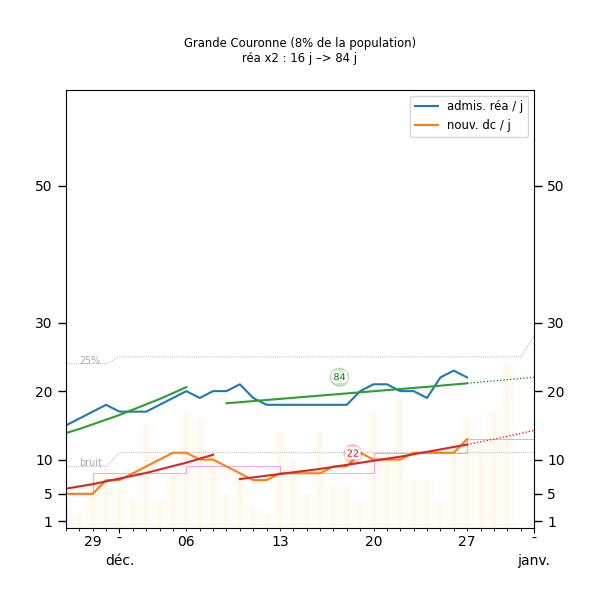 Grande Couronne (8% de la population)
réa x2 : 16 j –> 84 j
admis. réa / j
nouv. dc / j
50 50
30 30
25%
84
20 20
22
bruit
10 10
5 5
1 1
29 - 06 13 20 27 -
déc. janv.